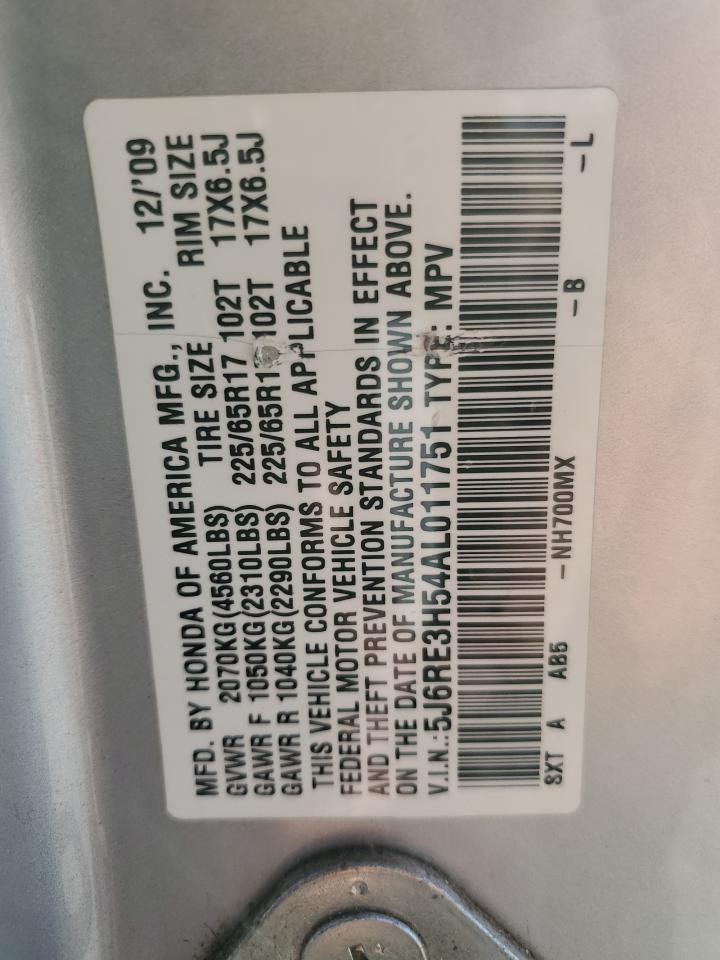 MFD. BY HONDA OF AMERICA MFG., INC. 12/'09
GVWR 2070KG(4560LBS) TIRE SIZE RIM SIZE
GAWR F 1050KG(2310LBS) 225/65R17 102T 17X6.5J
GAWR R 1040KG(2290LBS) 225/65R1 102T 17X6.5J
THIS VEHICLE CONFORMS TO ALL APPLICABLE
FEDERAL MOTOR VEHICLE SAFETY
AND THEFT PREVENTION STANDARDS IN EFFECT
ON THE DATE OF MANUFACTURE SHOWN ABOVE.
V.I.N.:5J6RE3H54AL011751 TYPE: MPV
SXT A AB5 -NH700MX -B -L